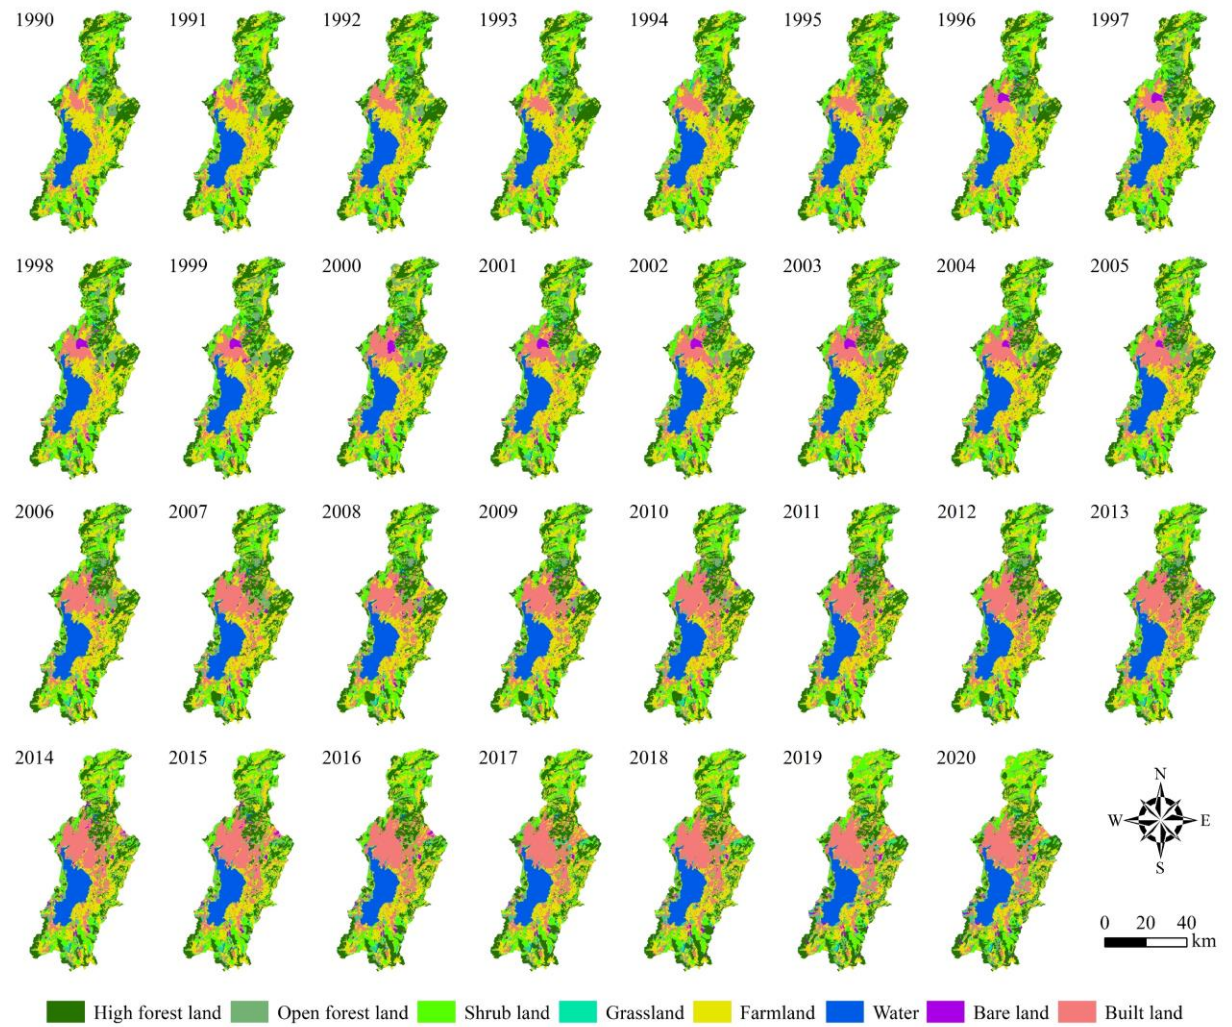 1990 1991 1992 1993 1994 1995 1996 1997
1998 1999 2000 2001 2002 2003 2004 2005
2006 2007 2008 2009 2010 2011 2012 2013
2014 2015 2016 2017 2018 2019 2020
N
W E
S
0 20 40
km
High forest land Open forest land Shrub land Grassland Farmland Water Bare land Built land